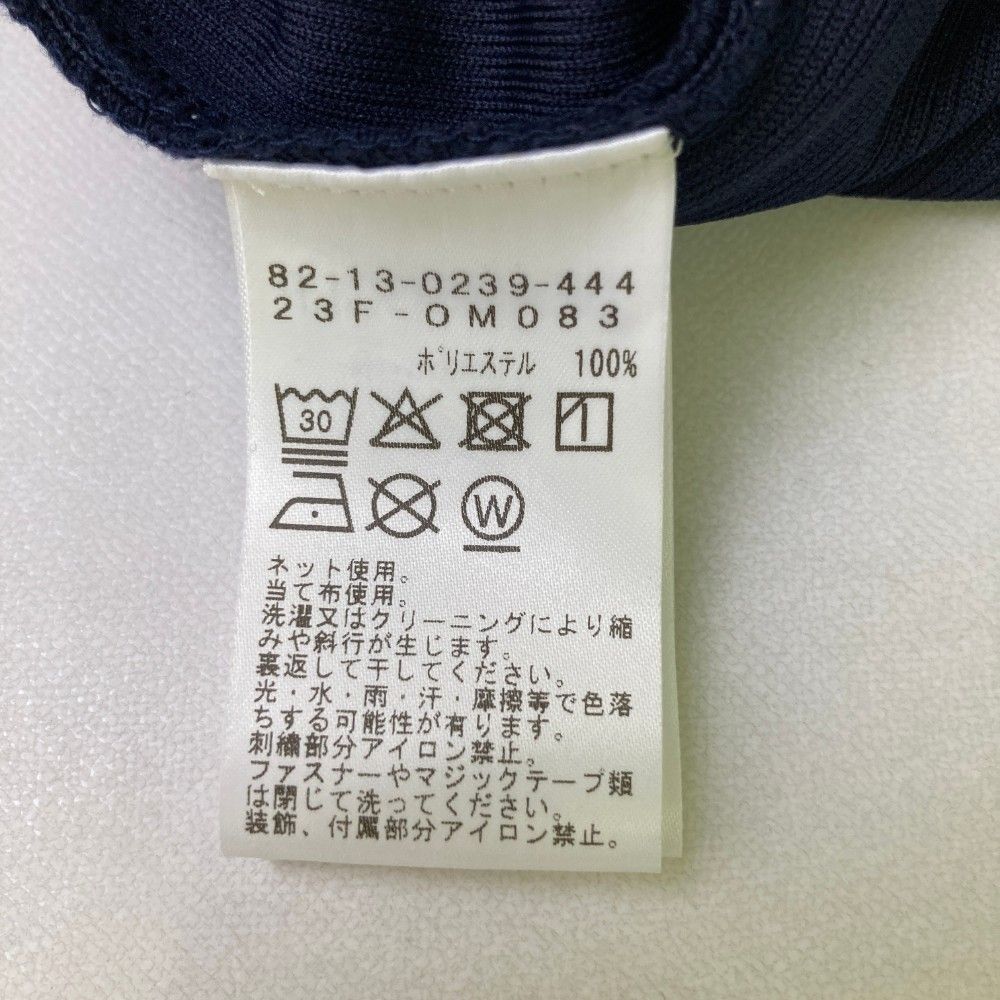 82-13-0239-444
23F-OM083
ポリエステル 100%
30
W
ネット使用。
当て布使用。
洗濯又はクリーニングにより縮
みや斜行が生じます。
裏返して干してください。
光・水・雨・汗・摩擦等で色落
ちする可能性が有ります。
刺繍部分アイロン禁止。
ファスナーやマジックテープ類
は閉じて洗ってください。
装飾、付属部分アイロン禁止。